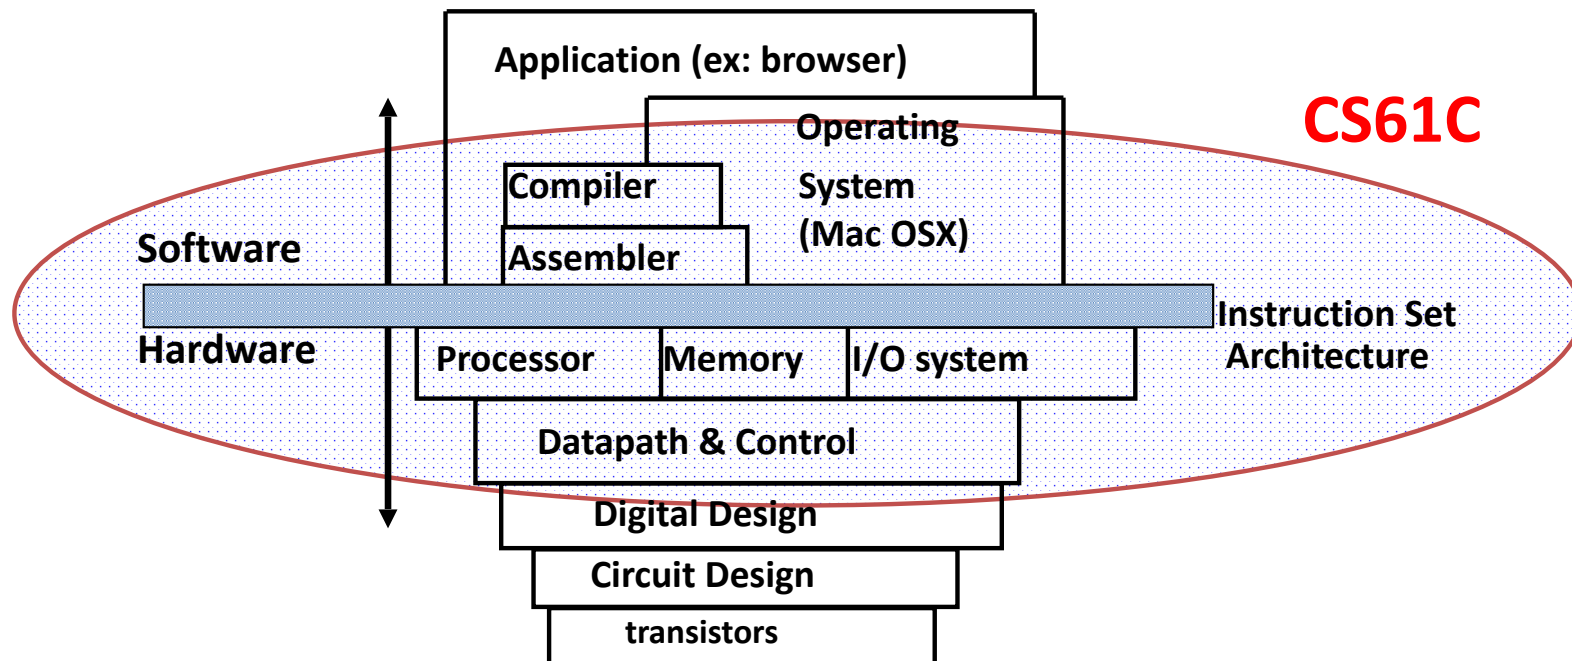 Application (ex: browser)
CS61C
Operating
System
(Mac OSX)
Compiler
Assembler
Software
Hardware
Instruction Set
Architecture
Processor
Memory
I/O system
Datapath & Control
Digital Design
Circuit Design
transistors